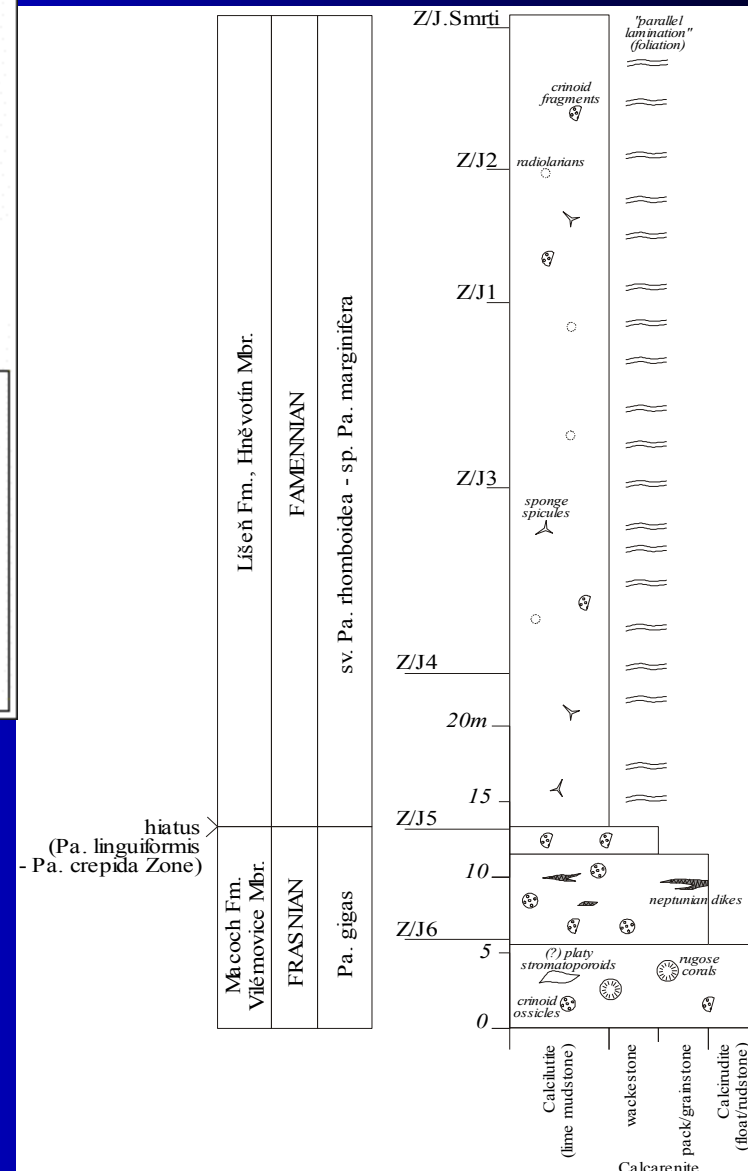 Z/J.Smrti
"parallel
lamination"
(foliation)
crinoid
fragments
Z/J2
radiolarians
Z/J1
Z/J3
sponge
spicules
Z/J4
20m
15
Z/J5
hiatus
(Pa. linguiformis
- Pa. crepida Zone)
10
neptunian dikes
Z/J6
5
(?) platy
stromatoporoids
rugose
corals
crinoid
ossicles
0
Líšeň Fm., Hněvotín Mbr.
FAMENNIAN
sv. Pa. rhomboidea - sp. Pa. marginifera
Macoch Fm.
Vilémovice Mbr.
FRASNIAN
Pa. gigas
Calcilutite
(lime mudstone)
wackestone
pack/grainstone
Calcirudite
(float/rudstone)
Calcarenite